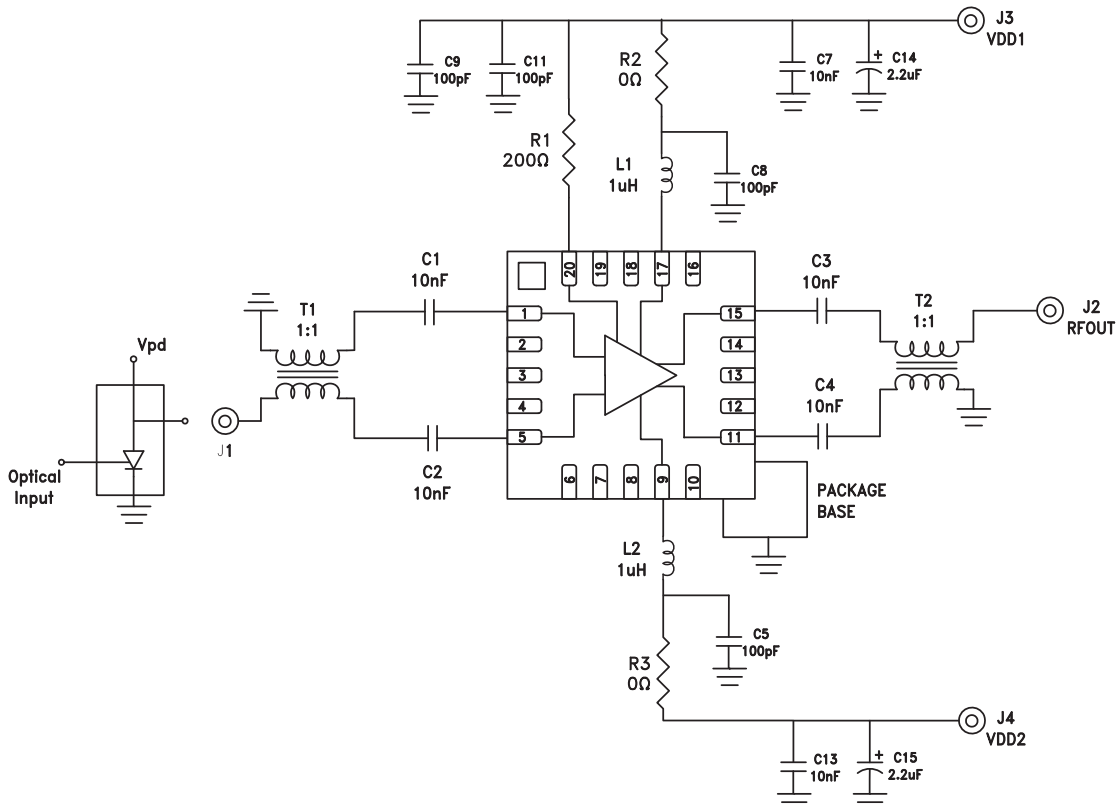 J3
VDD1
C9
100pF
C11
100pF
R2
0Ω
C7
10nF
C14
2.2uF
+
R1
200Ω
L1
1uH
C8
100pF
C1
10nF
20
19
18
17
16
C3
10nF
T1
1:1
T2
1:1
J2
RFOUT
1
2
3
4
5
15
14
13
12
11
Vpd
J1
C4
10nF
Optical
Input
C2
10nF
6
7
8
9
10
PACKAGE
BASE
L2
1uH
C5
100pF
R3
0Ω
J4
VDD2
C13
10nF
+
C15
2.2uF